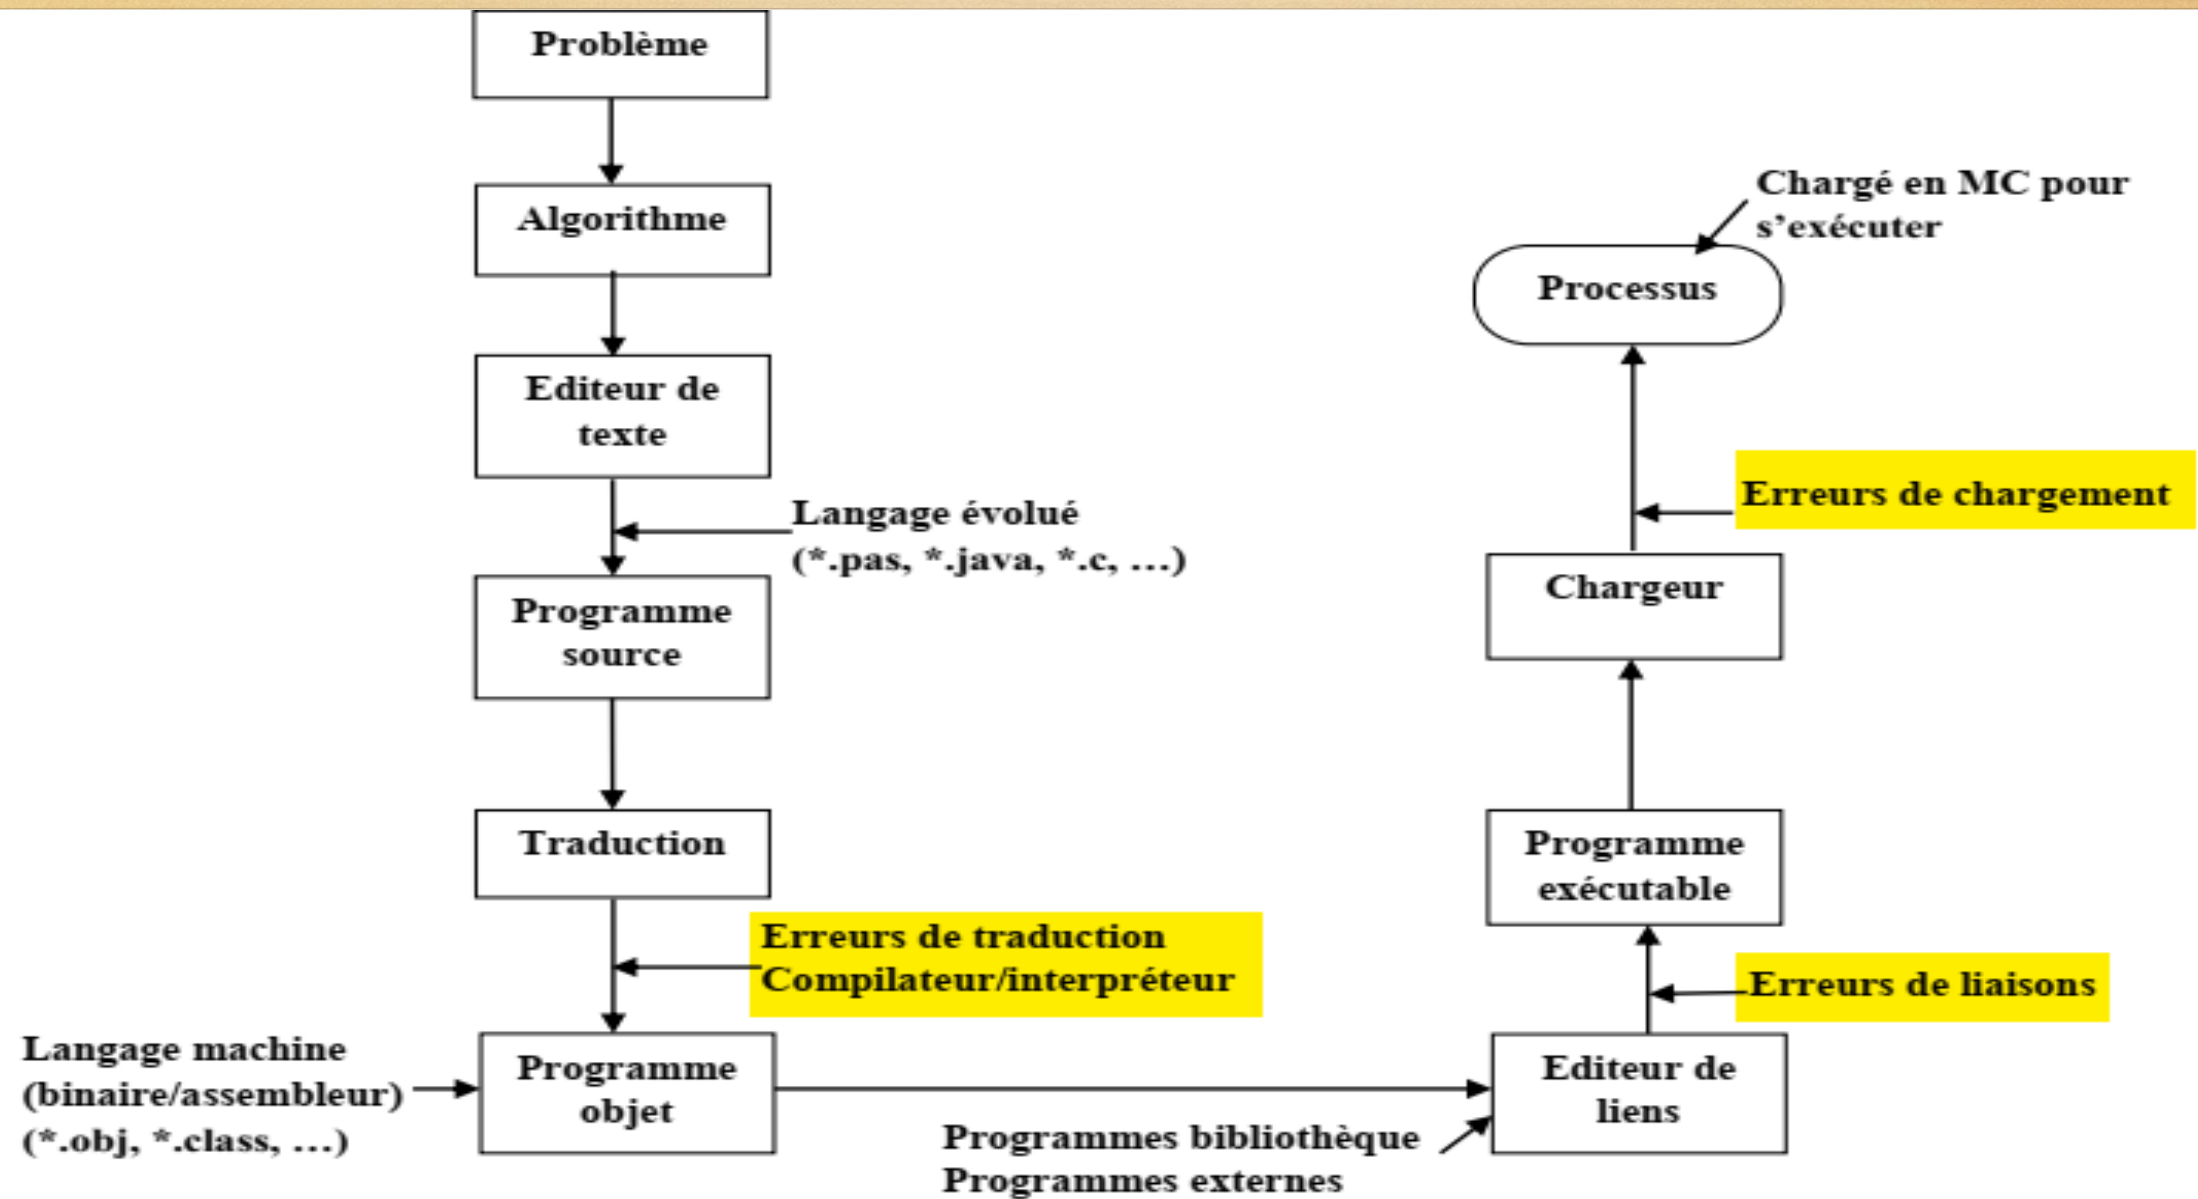 Problème
Algorithme
Editeur de
texte
Langage évolué
(*.pas, *.java, *.c, ...)
Programme
source
Traduction
Erreurs de traduction
Compilateur/interpréteur
Langage machine
(binaire/assembleur)
(*.obj, *.class, ...)
Programme
objet
Programmes bibliothèque
Programmes externes
Editeur de
liens
Erreurs de liaisons
Programme
exécutable
Chargeur
Erreurs de chargement
Processus
Chargé en MC pour
s’exécuter